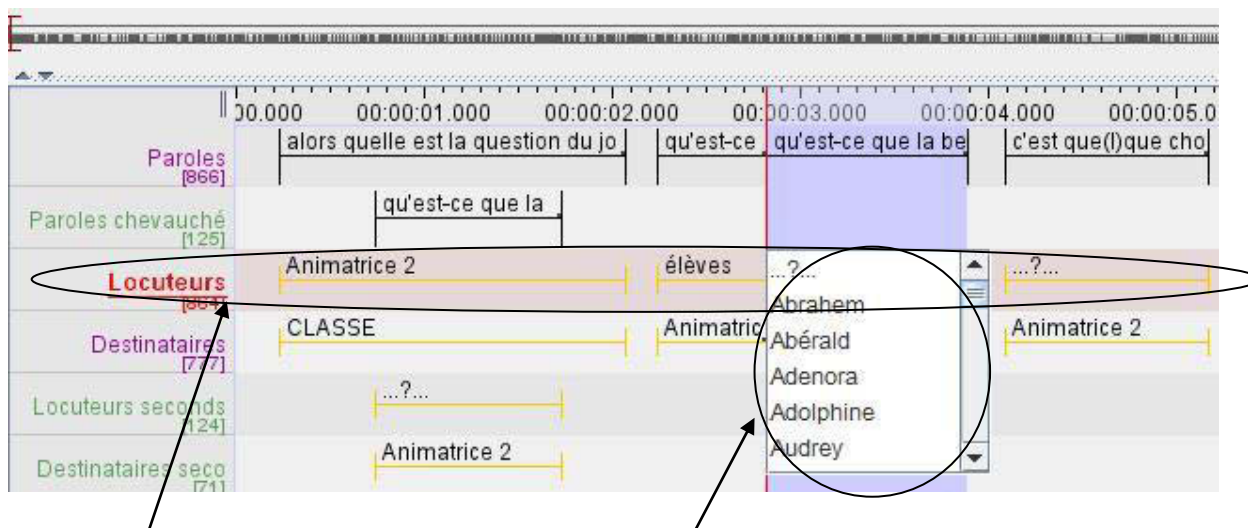 00.000 00:00:01.000 00:00:02.000 00:00:03.000 00:00:04.000 00:00:05.0
Paroles
[866]
alors quelle est la question du jo qu'est-ce qu'est-ce que la be c'est que(l)que cho
Paroles chevauché
[125]
qu'est-ce que la
Locuteurs
[864]
Animatrice 2 élèves ...?... ...?...
Abrahem
Destinataires
[777]
CLASSE Animatric Abérald Animatrice 2
Adenora
Locuteurs seconds
[124]
...?...
Adolphine
Destinataires seco
[71]
Animatrice 2 Audrey